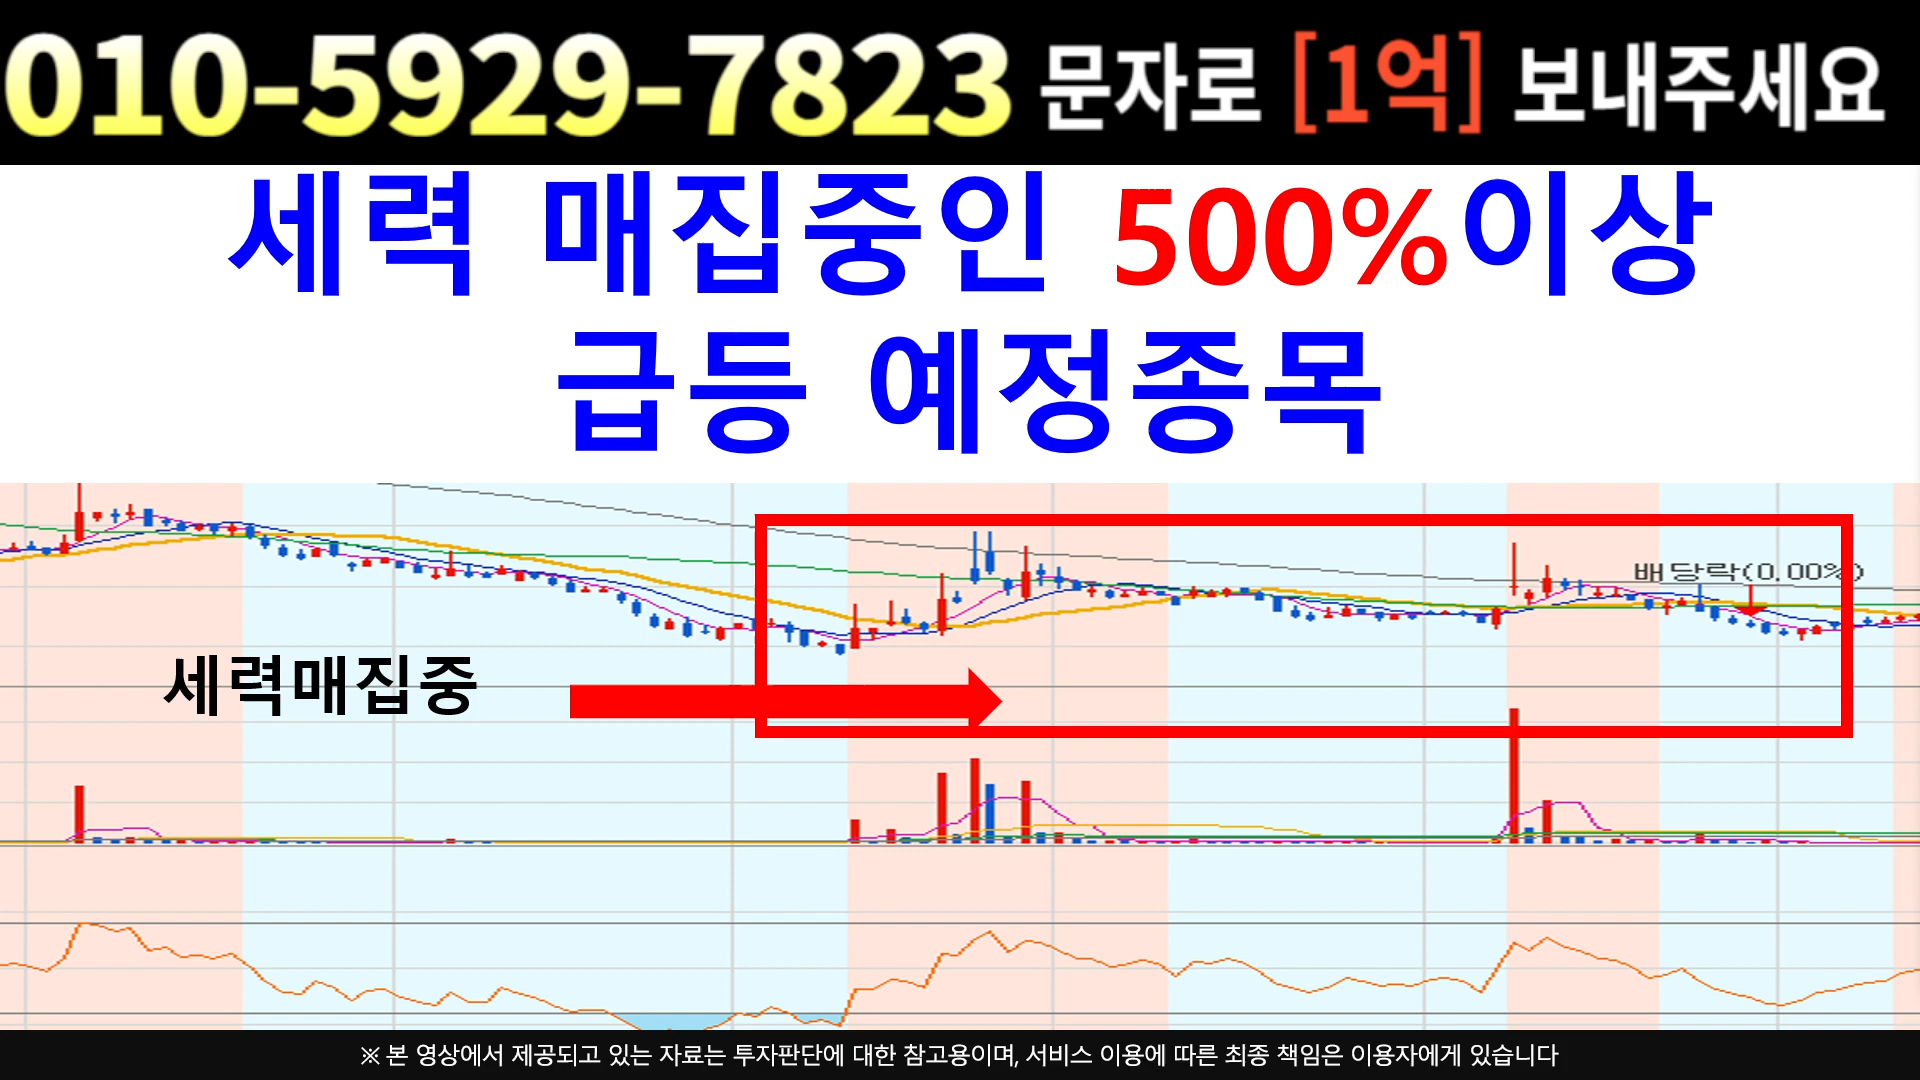 010-5929-7823 문자로 [1억] 보내주세요
세력 매집중인 500%이상
급등 예정종목
배당락(0.00%)
세력매집중
※ 본 영상에서 제공되고 있는 자료는 투자판단에 대한 참고용이며, 서비스 이용에 따른 최종 책임은 이용자에게 있습니다